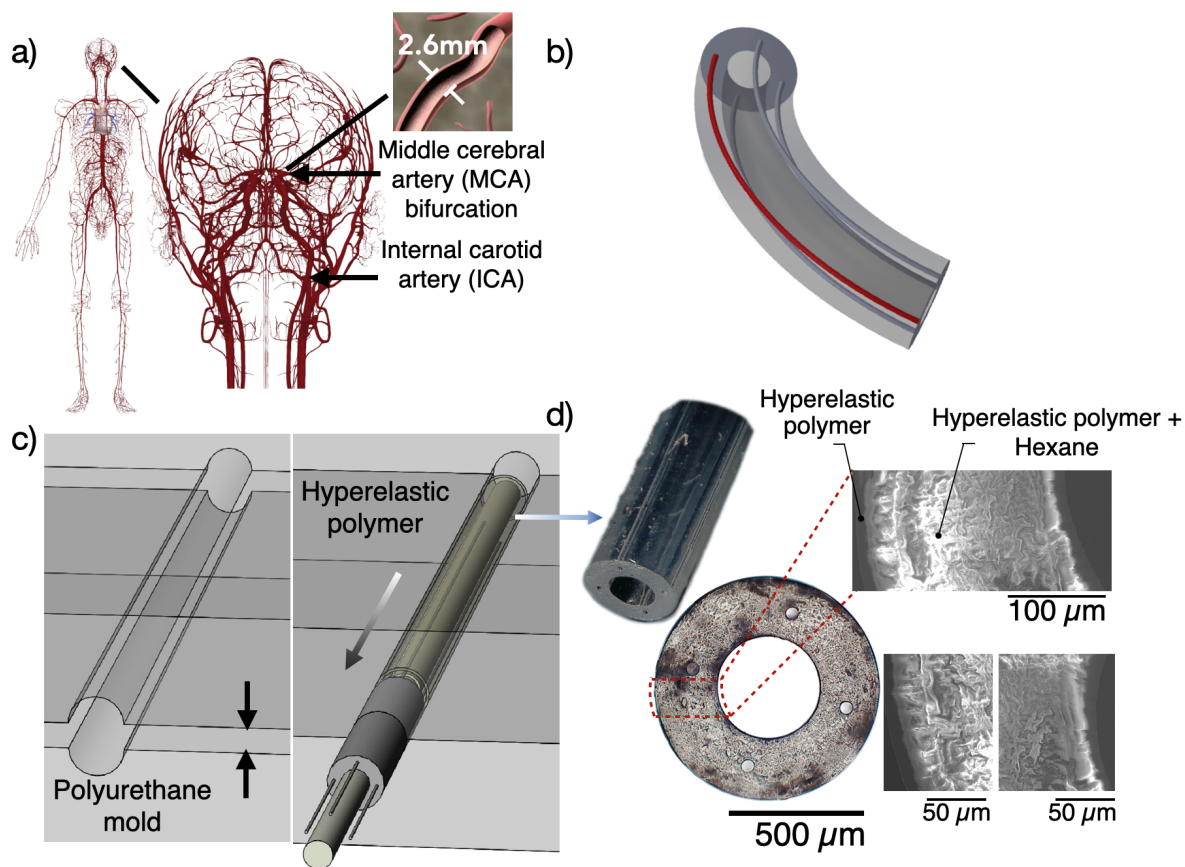 a)
2.6mm
Middle cerebral
artery (MCA)
bifurcation
Internal carotid
artery (ICA)
b)
c)
Polyurethane
mold
Hyperelastic
polymer
d)
Hyperelastic
polymer
Hyperelastic polymer +
Hexane
100 µm
500 µm
50 µm
50 µm